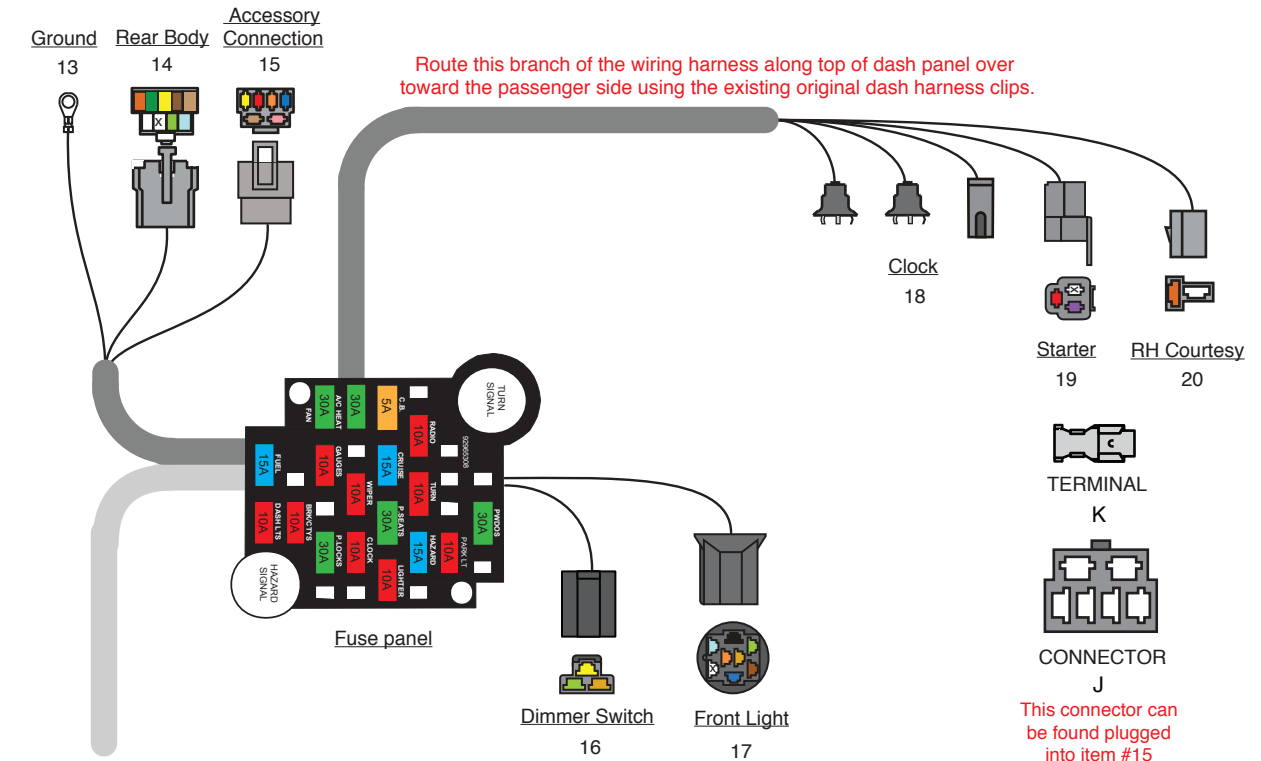 Ground
13
Rear Body
14
Accessory
Connection
15
Route this branch of the wiring harness along top of dash panel over
toward the passenger side using the existing original dash harness clips.
X
Clock
18
X
Starter
19
RH Courtesy
20
TURN
SIGNAL
FAN
30A
A/C HEAT
30A
5A
C.B.
10A
RADIO
92965308
FUEL
15A
10A
GAUGES
10A
WIPER
15A
CRUISE
10A
TURN
10A
DASH LTS
10A
BRK/CTYS
30A
P.LOCKS
10A
CLOCK
30A
P.SEATS
10A
LIGHTER
15A
HAZARD
10A
PARK LT
30A
PWDOS
HAZARD
SIGNAL
Fuse panel
Dimmer Switch
16
X
Front Light
17
C
TERMINAL
K
CONNECTOR
J
This connector can
be found plugged
into item #15